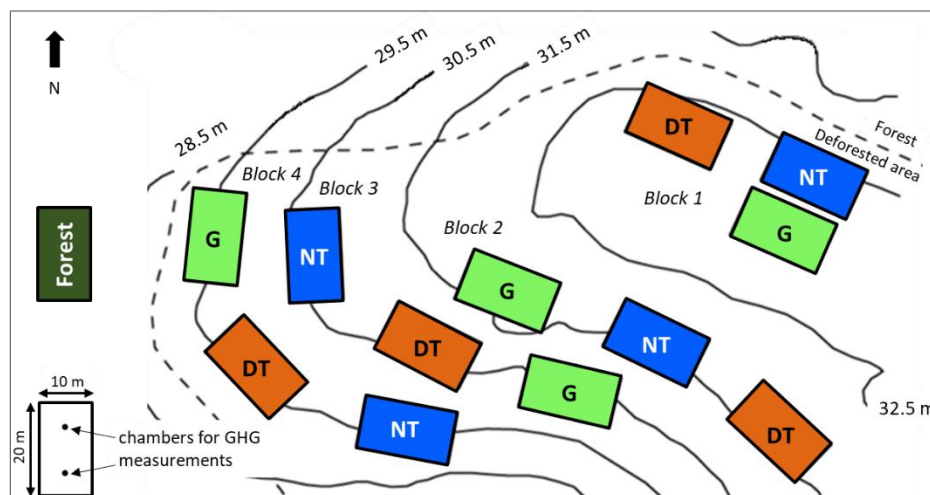 N
28.5 m
29.5 m
30.5 m
31.5 m
Forest
Deforested area
DT
NT
G
Block 1
Block 4
Block 3
Block 2
G
NT
G
Forest
DT
DT
NT
G
DT
NT
32.5 m
10 m
20 m
chambers for GHG
measurements